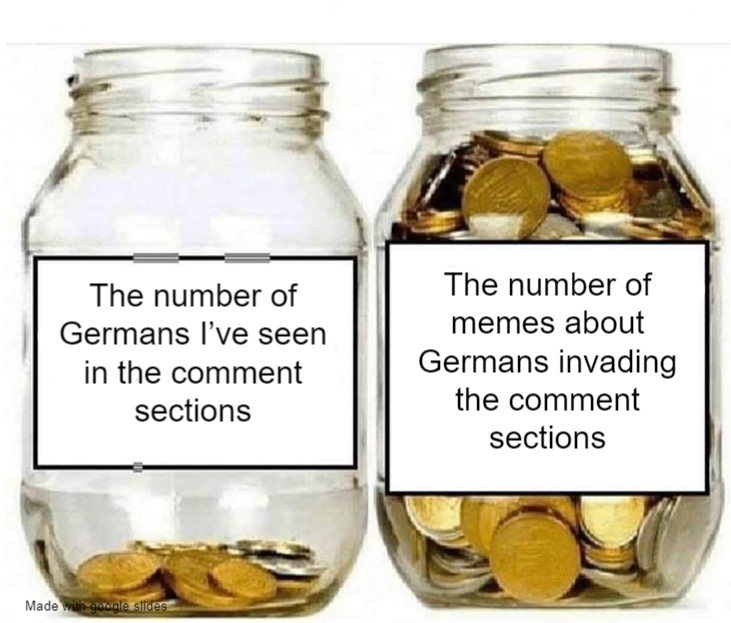 The number of
Germans I've seen
in the comment
sections
The number of
memes about
Germans invading
the comment
sections
Made with google slides